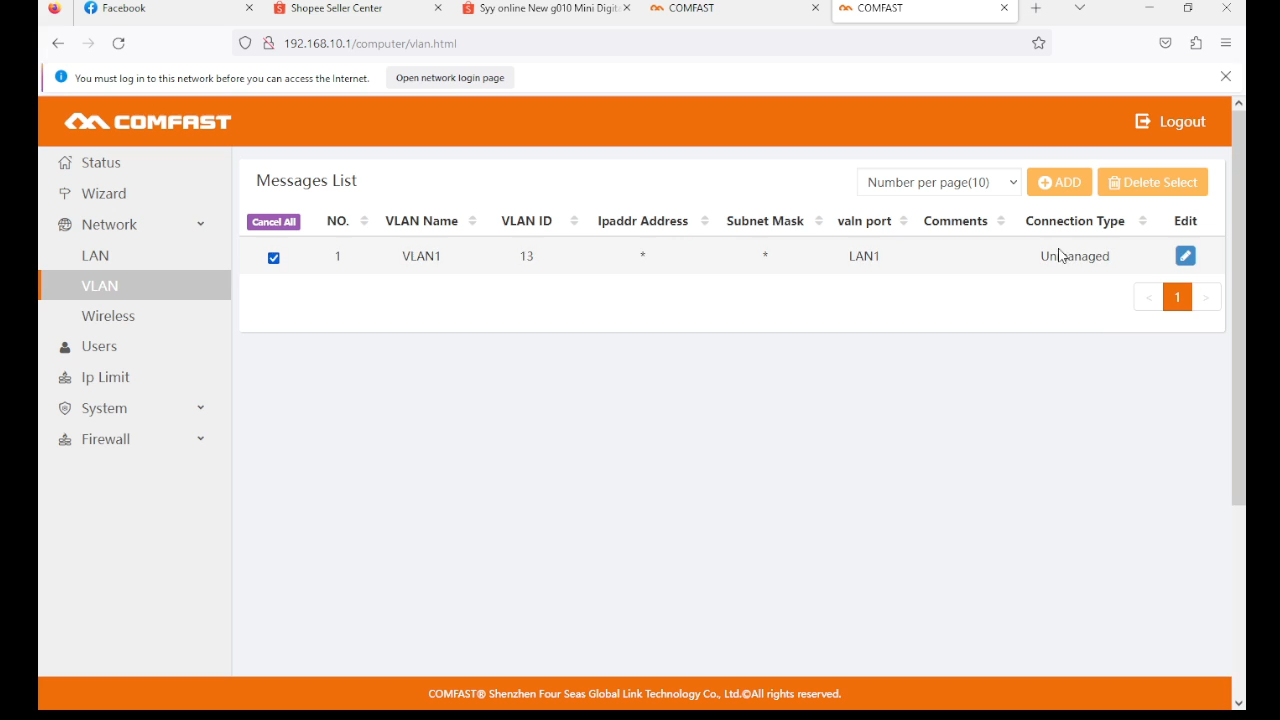 Facebook
Shopee Seller Center
Syy online New g010 Mini Digit
COMFAST
COMFAST
192.168.10.1/computer/vlan.html
You must log in to this network before you can access the Internet.
Open network login page
COMFAST
Logout
Status
Wizard
Network
LAN
VLAN
Wireless
Users
Ip Limit
System
Firewall
Messages List
Number per page(10)
ADD
Delete Select
Cancel All NO. VLAN Name VLAN ID Ipaddr Address Subnet Mask valn port Comments Connection Type Edit
1 VLAN1 13 * * LAN1 Unmanaged
< 1 >
COMFAST® Shenzhen Four Seas Global Link Technology Co., Ltd.©All rights reserved.